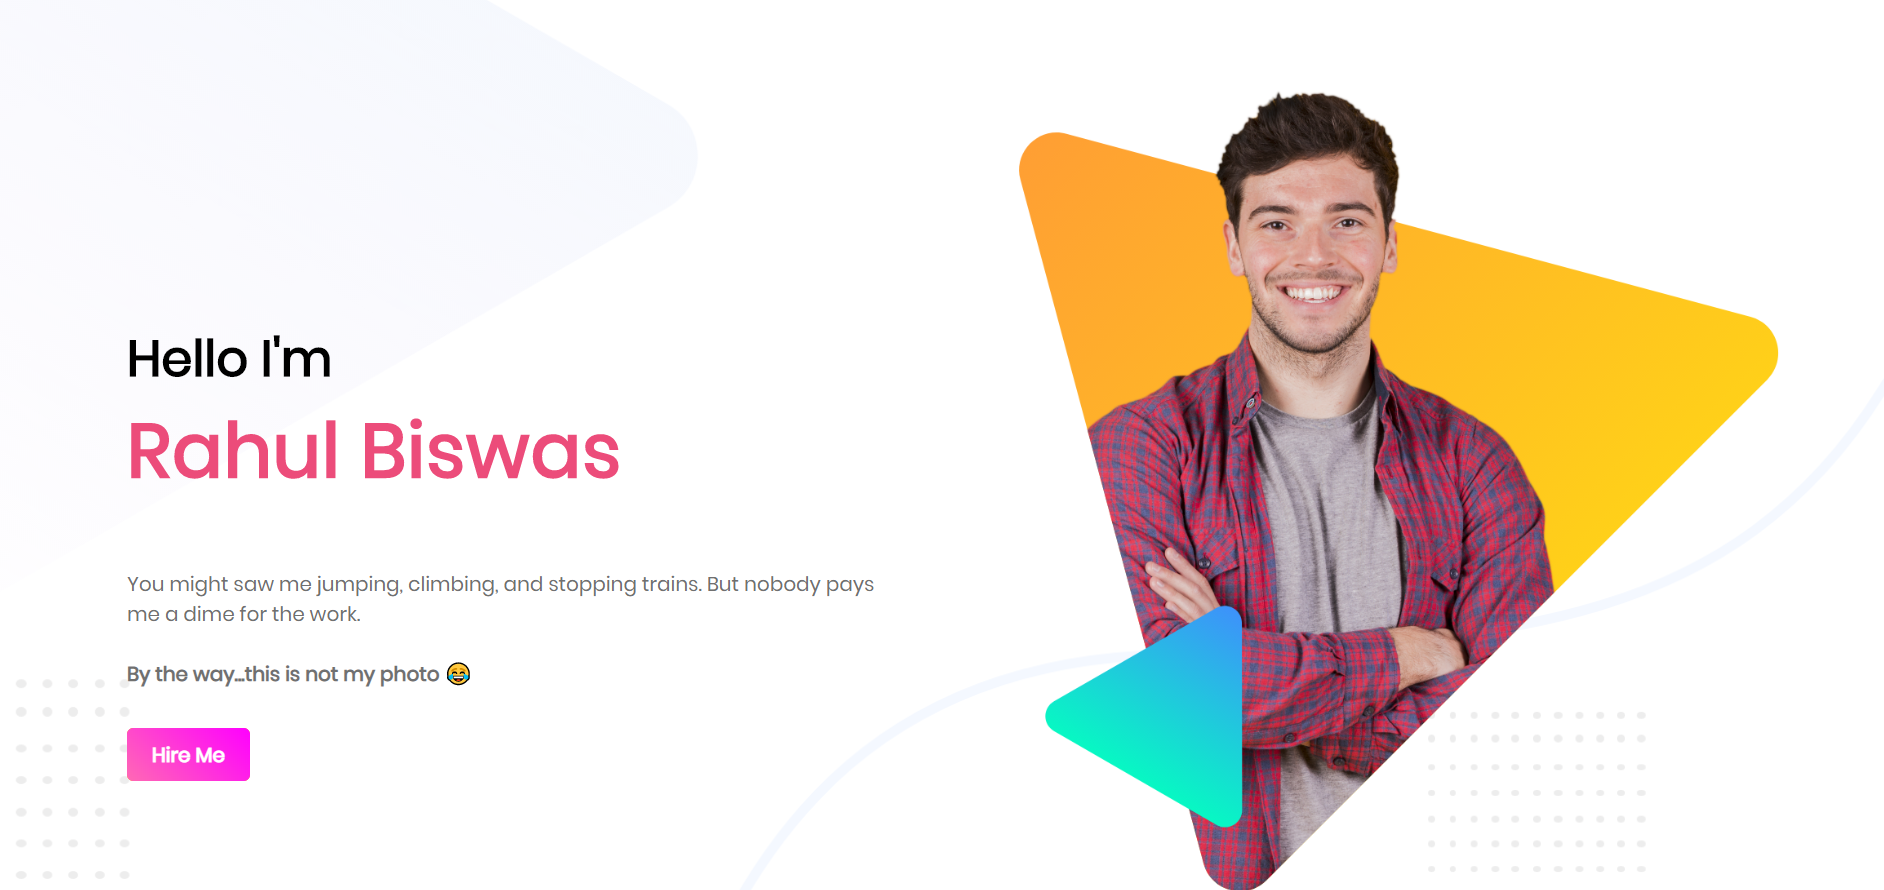 Hello I'm
Rahul Biswas
You might saw me jumping, climbing, and stopping trains. But nobody pays
me a dime for the work.
By the way...this is not my photo 😂
Hire Me